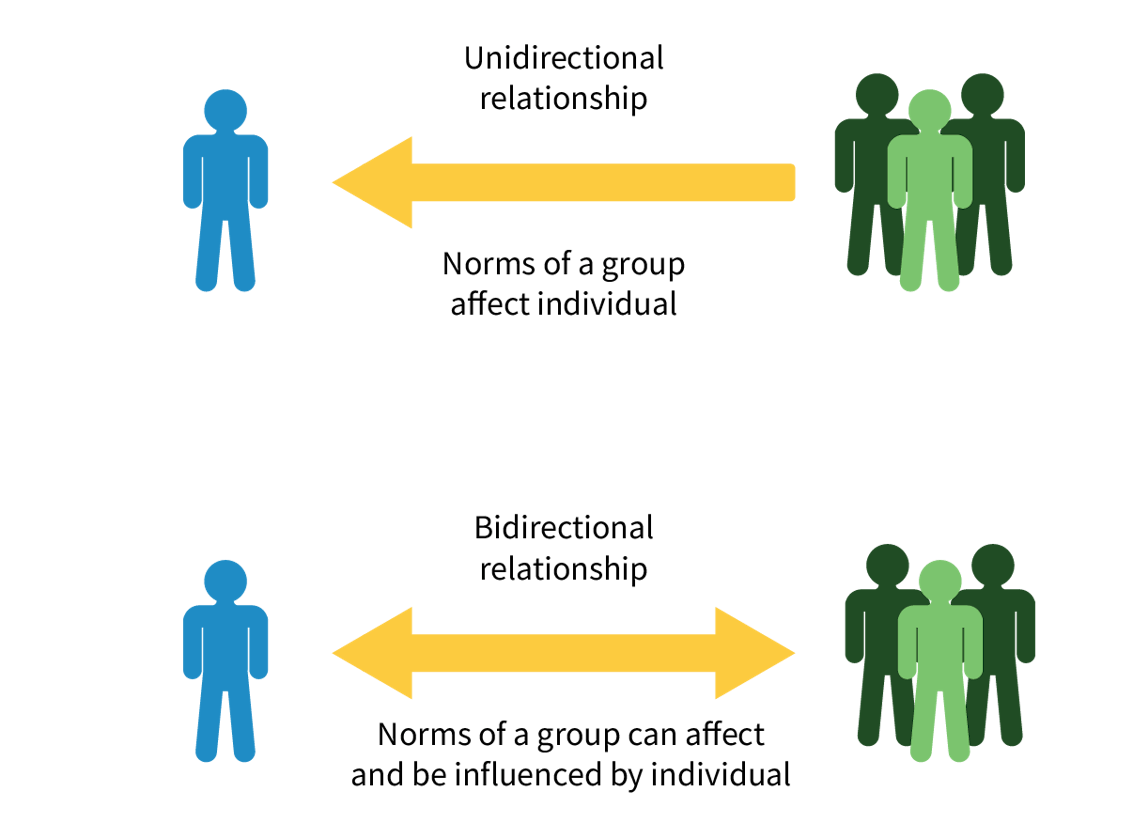 Unidirectional
relationship
Norms of a group
affect individual
Bidirectional
relationship
Norms of a group can affect
and be influenced by individual